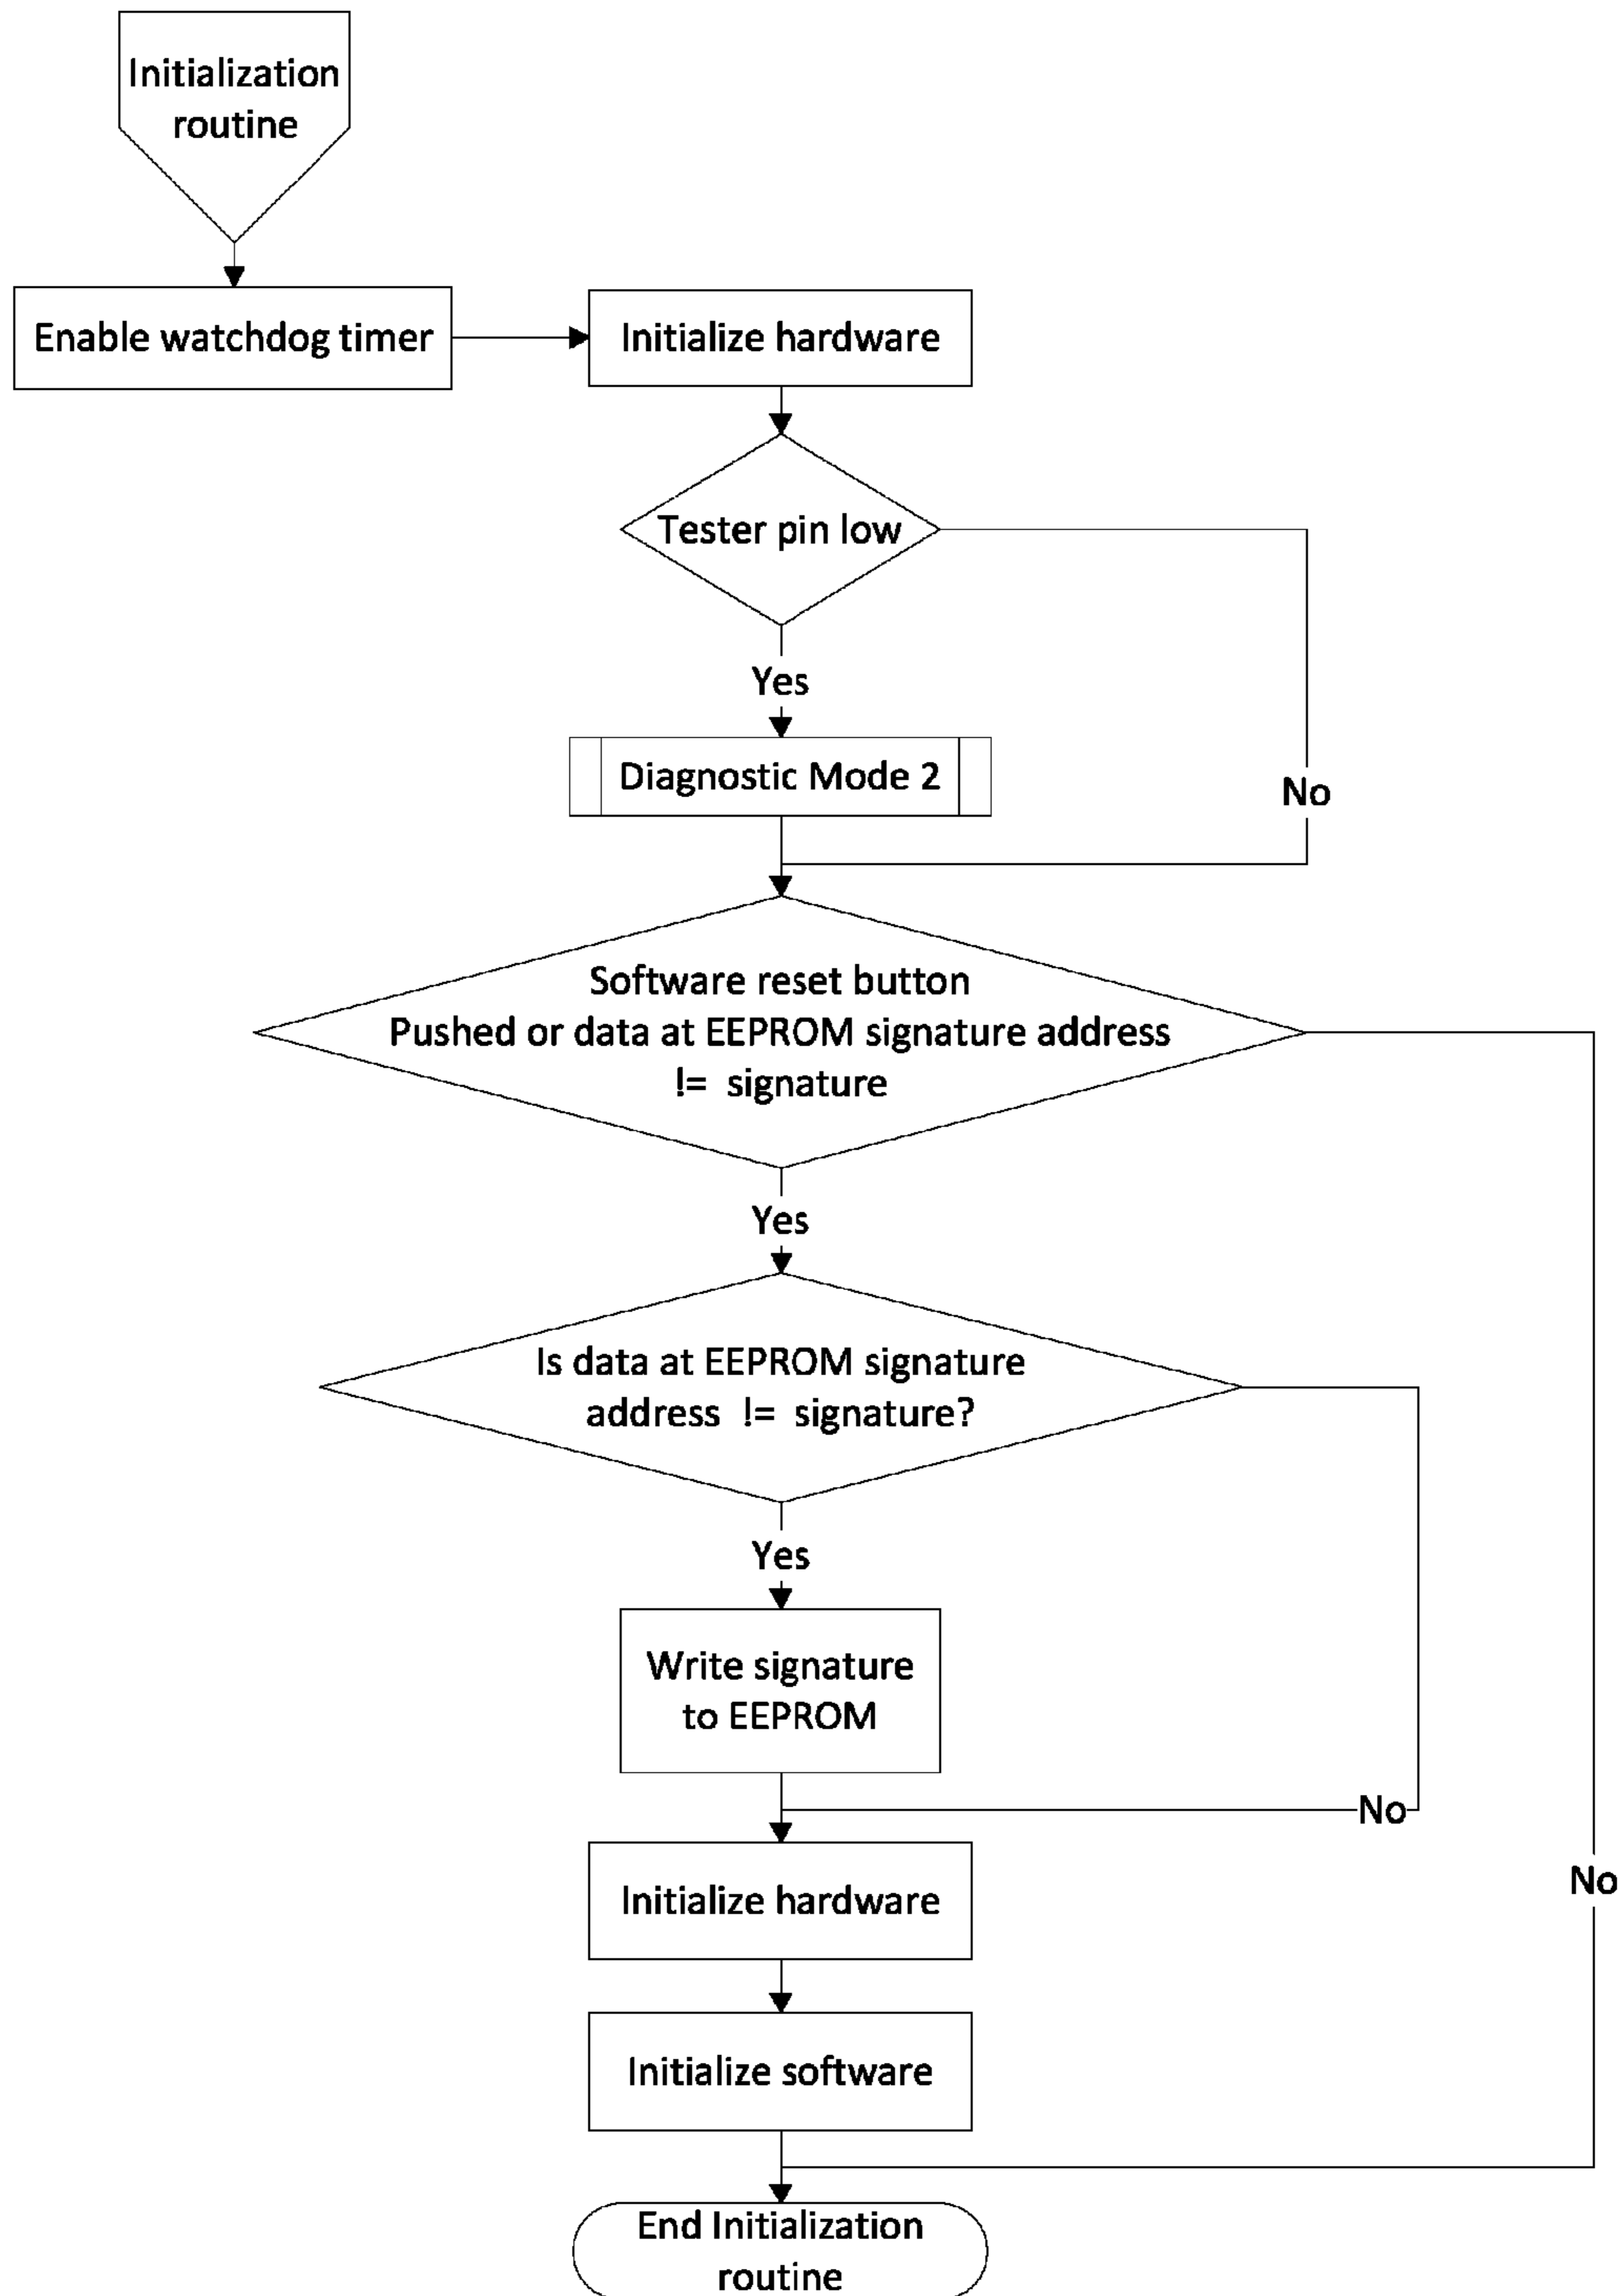 Initialization
routine
Enable watchdog timer
Initialize hardware
Tester pin low
Yes
Diagnostic Mode 2
No
Software reset button
Pushed or data at EEPROM signature address
!= signature
Yes
Is data at EEPROM signature
address != signature?
Yes
Write signature
to EEPROM
No
Initialize hardware
No
Initialize software
End Initialization
routine